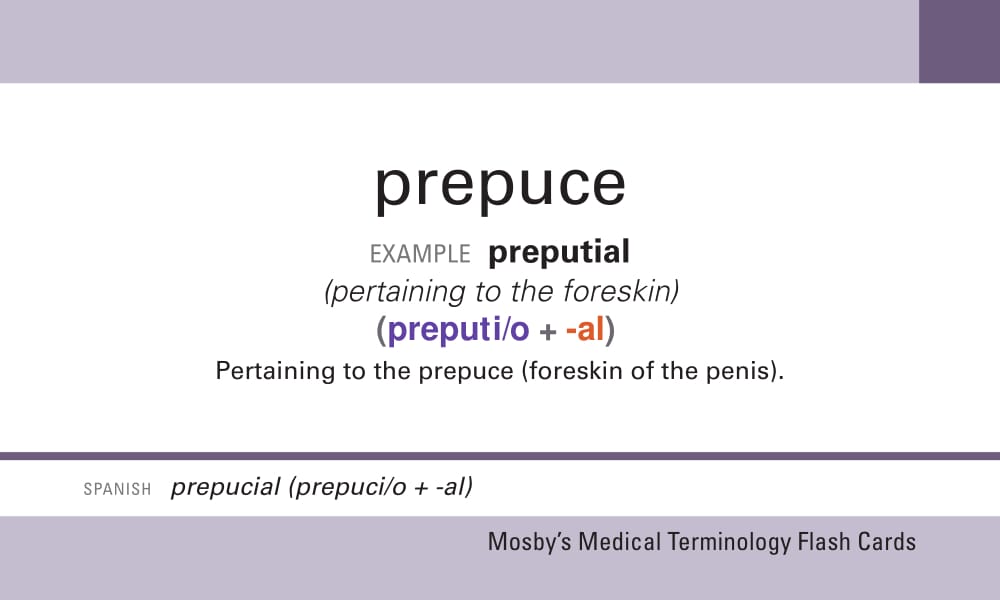 prepuce
EXAMPLE preputial
(pertaining to the foreskin)
(preputi/o + -al)
Pertaining to the prepuce (foreskin of the penis).
SPANISH prepucial (prepuci/o + -al)
Mosby's Medical Terminology Flash Cards